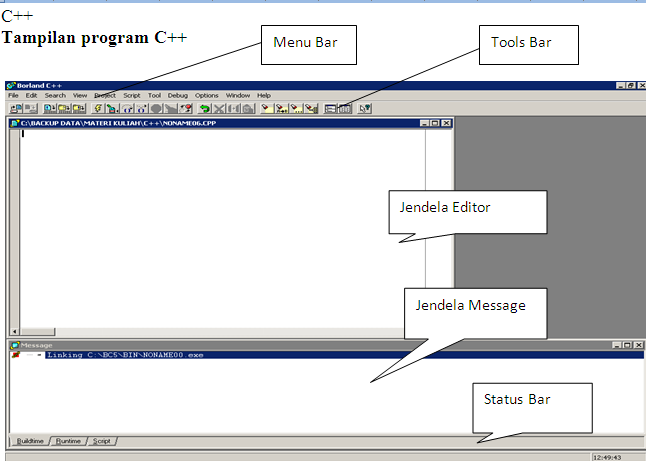 C++
Tampilan program C++
Menu Bar
Tools Bar
Borland C++
File Edit Search View Project Script Tool Debug Options Window Help
C:\BACKUP DATA\MATERI KULIAH\C++\NONAME06.CPP
Jendela Editor
Jendela Message
Message
Linking C:\BC5\BIN\NONAME00.exe
Status Bar
Buildtime Runtime Script
12:49:43